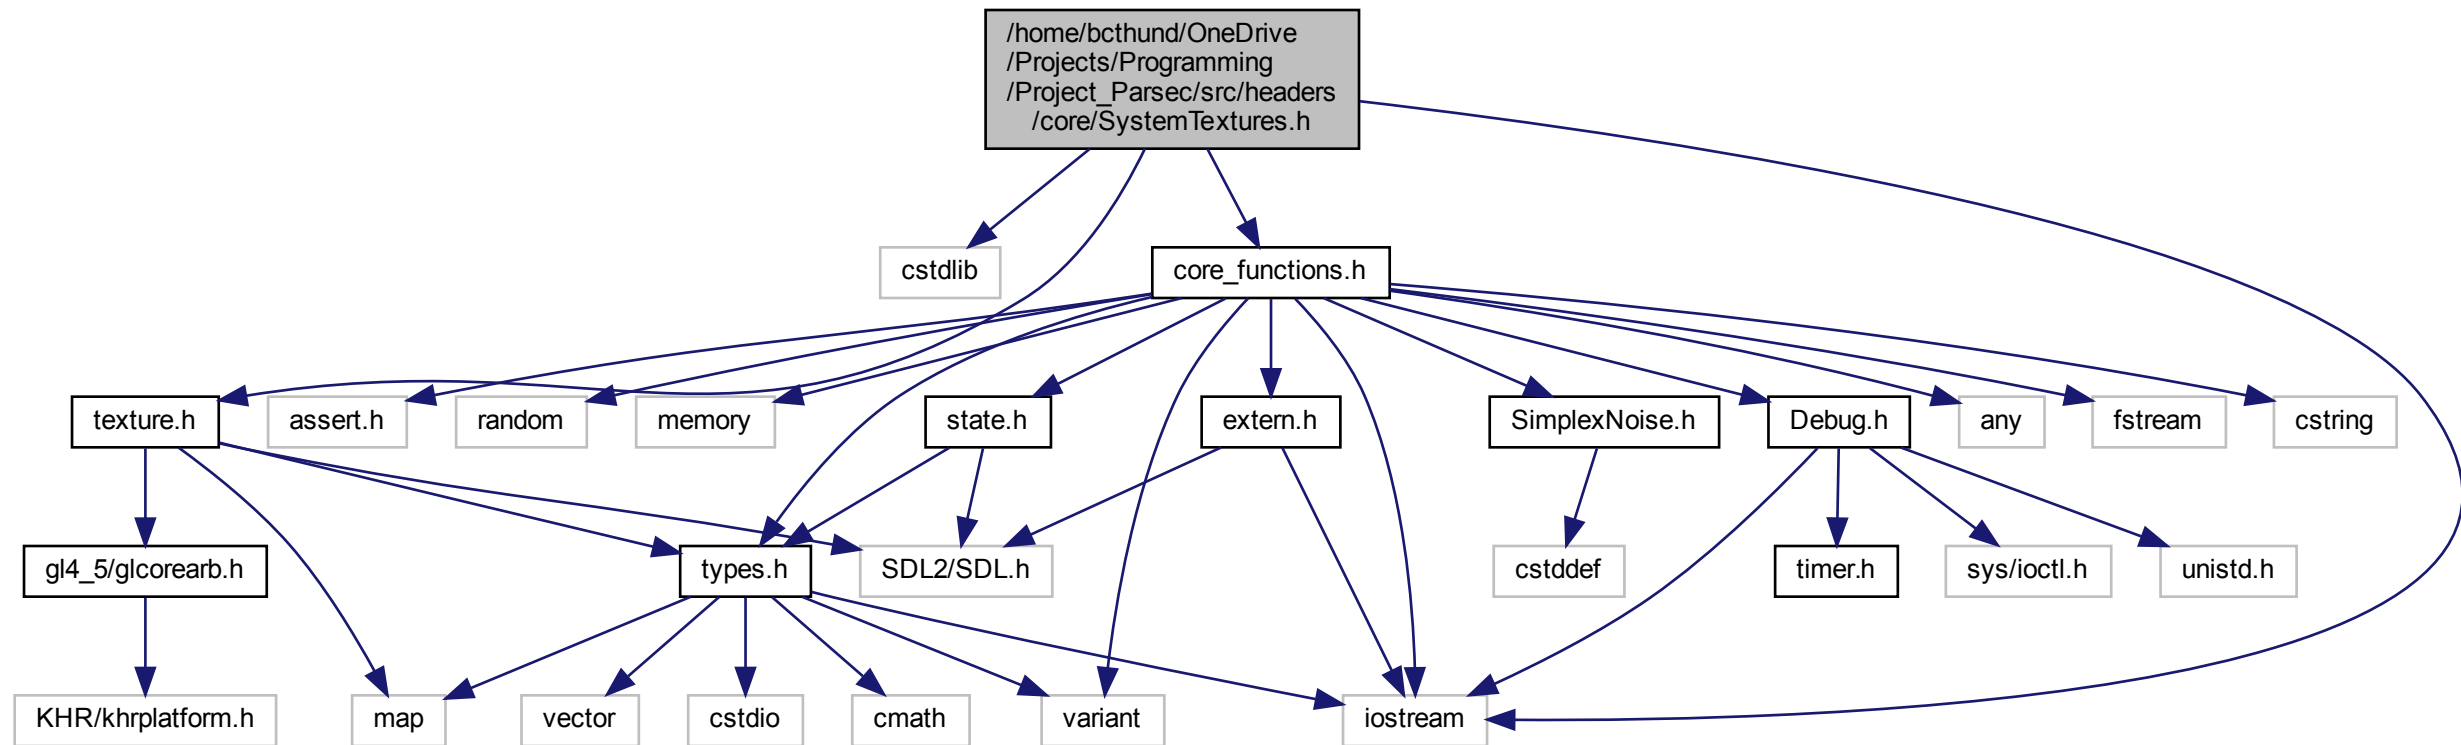 /home/bcthund/OneDrive
/Projects/Programming
/Project_Parsec/src/headers
/core/SystemTextures.h
cstdlib
core_functions.h
texture.h
assert.h
random
memory
state.h
extern.h
SimplexNoise.h
Debug.h
any
fstream
cstring
gl4_5/glcorearb.h
types.h
SDL2/SDL.h
cstddef
timer.h
sys/ioctl.h
unistd.h
KHR/khrplatform.h
map
vector
cstdio
cmath
variant
iostream